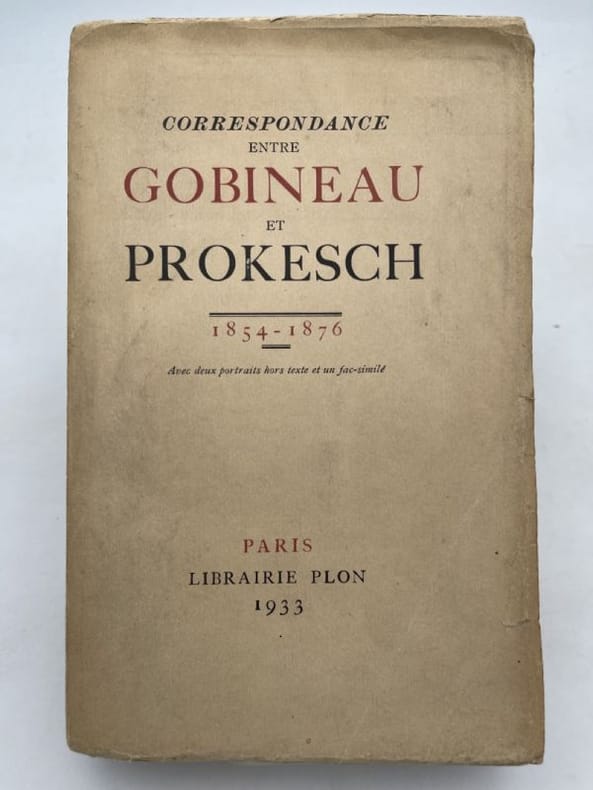 CORRESPONDANCE
ENTRE
GOBINEAU
ET
PROKESCH
1854-1876
Avec deux portraits hors texte et un fac-similé
PARIS
LIBRAIRIE PLON
1933